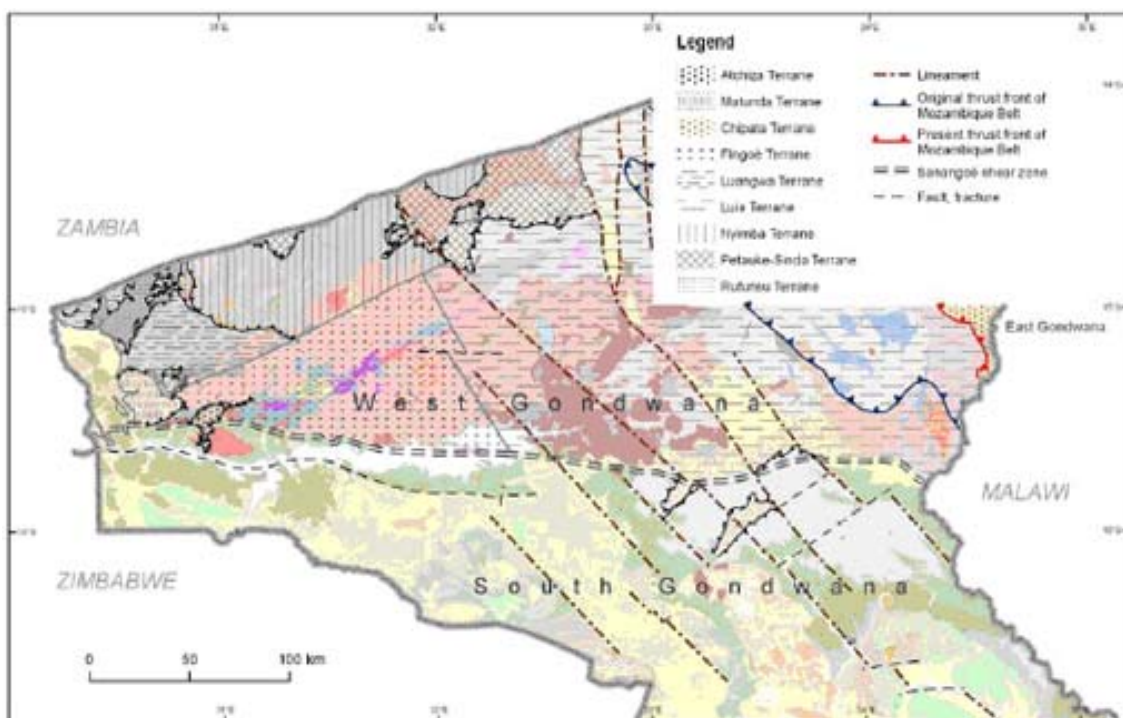 Legend
Atchiza Terrane
Matunda Terrane
Chipata Terrane
Fingoè Terrane
Luangwa Terrane
Luia Terrane
Nyimba Terrane
Petauke-Sinda Terrane
Rufunsa Terrane
Lineament
Original thrust front of
Mozambique Belt
Present thrust front of
Mozambique Belt
Sanangoè shear zone
Fault, fracture
ZAMBIA
East Gondwana
West Gondwana
MALAWI
ZIMBABWE
South Gondwana
0 50 100 km